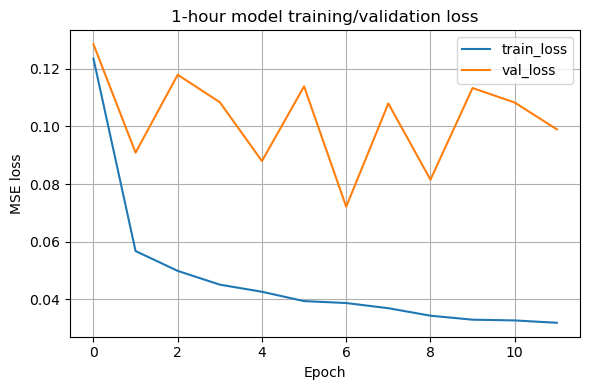 1-hour model training/validation loss
train_loss
val_loss
MSE loss
0.12
0.10
0.08
0.06
0.04
0 2 4 6 8 10
Epoch